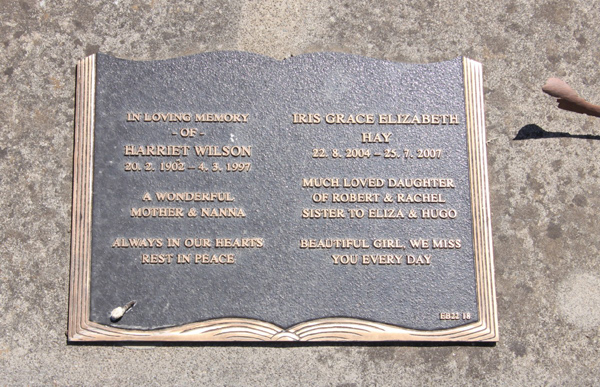 IN LOVING MEMORY
- OF -
HARRIET WILSON
20. 2. 1902 – 4. 3. 1997
A WONDERFUL
MOTHER & NANNA
ALWAYS IN OUR HEARTS
REST IN PEACE
IRIS GRACE ELIZABETH
HAY
22. 8. 2004 – 25. 7. 2007
MUCH LOVED DAUGHTER
OF ROBERT & RACHEL
SISTER TO ELIZA & HUGO
BEAUTIFUL GIRL, WE MISS
YOU EVERY DAY
EB22 18